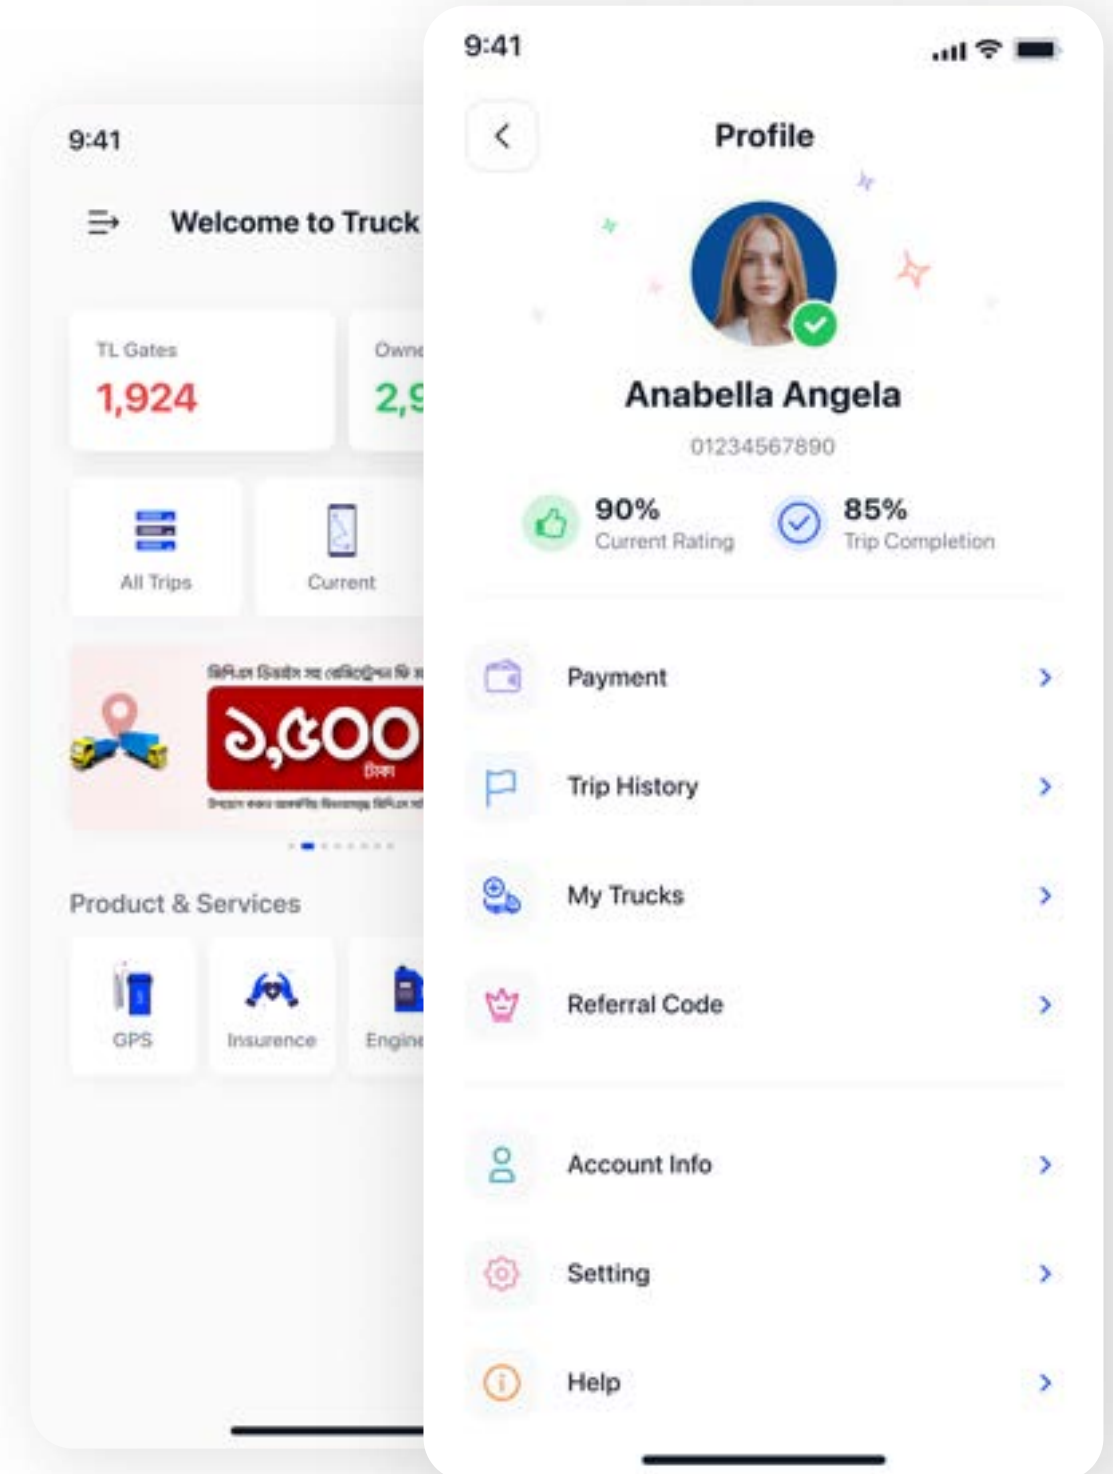 9:41
Welcome to Truck
TL Gates
1,924
All Trips
Current
১,৫০০
টাকা
Product & Services
GPS
Insurence
9:41
Profile
Anabella Angela
01234567890
90%
Current Rating
85%
Trip Completion
Payment
Trip History
My Trucks
Referral Code
Account Info
Setting
Help